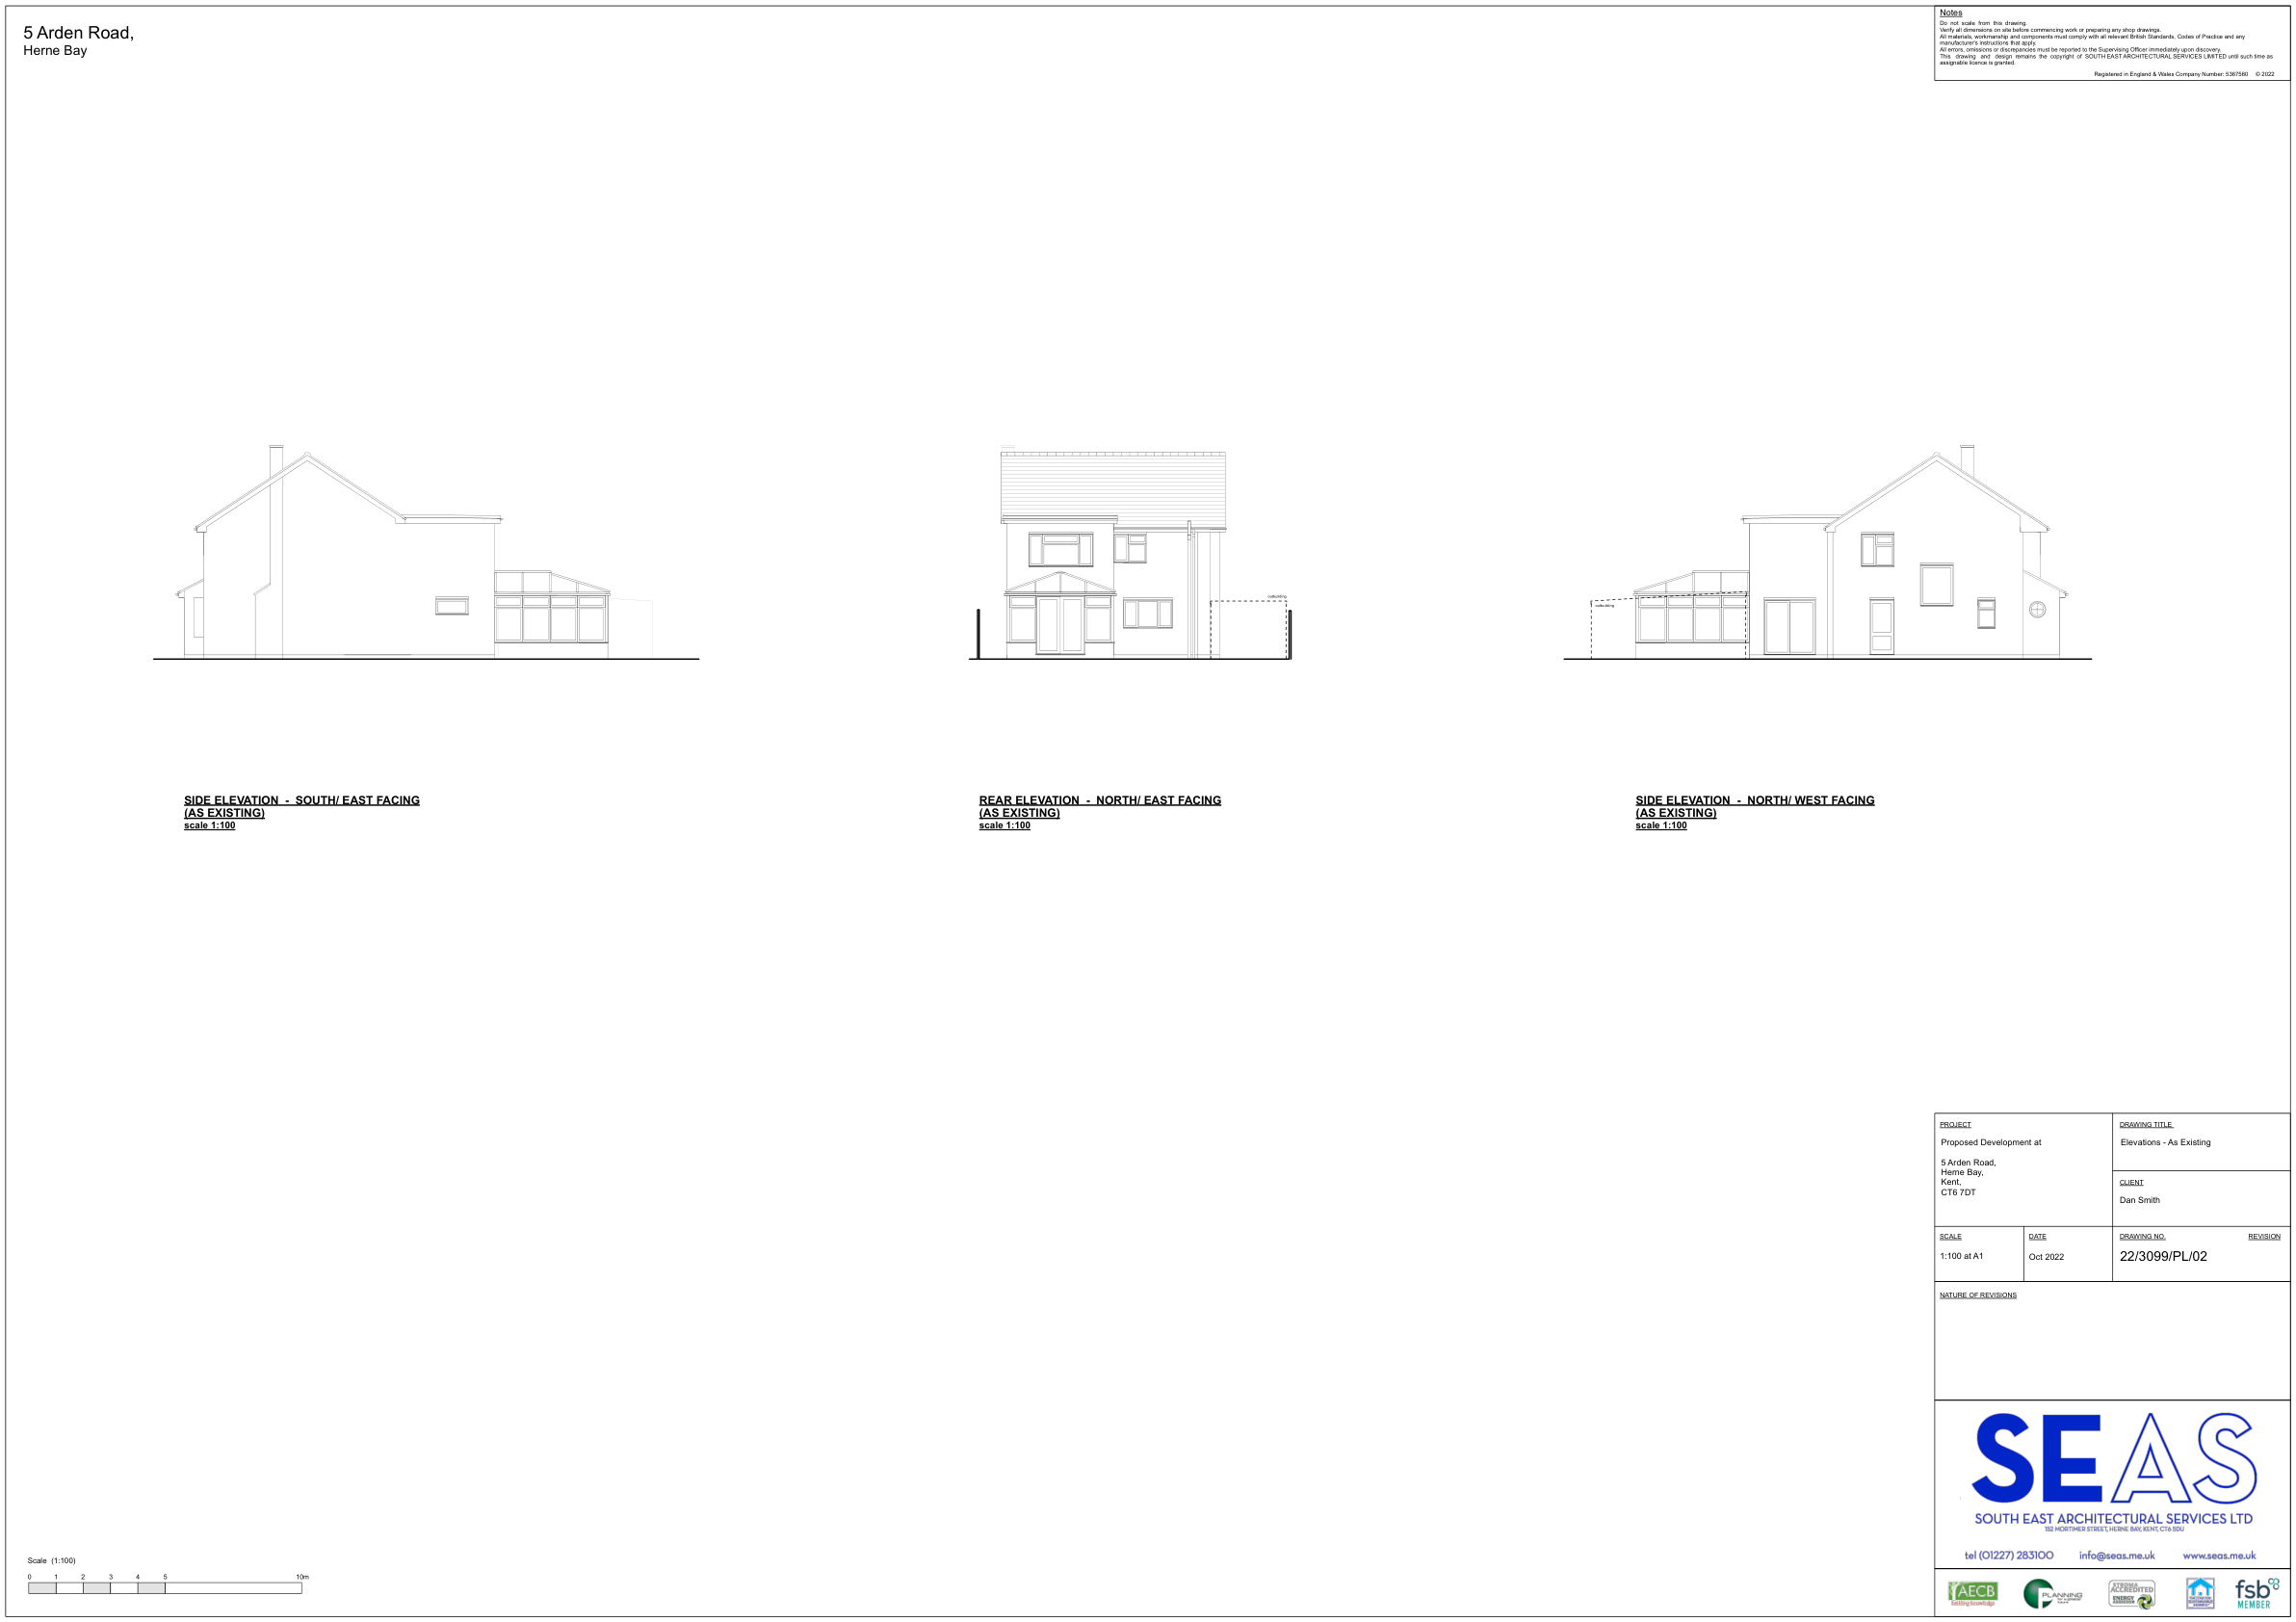 5 Arden Road,
Herne Bay
Notes
Do not scale from this drawing.
Verify all dimensions on site before commencing work or preparing any shop drawings.
All materials, workmanship and components must comply with all relevant British Standards, Codes of Practice and any
manufacturer's instructions that apply.
All errors, omissions or discrepancies must be reported to the Supervising Officer immediately upon discovery.
This drawing and design remains the copyright of SOUTH EAST ARCHITECTURAL SERVICES LIMITED until such time as
assignable licence is granted.
Registered in England & Wales Company Number: 5367560 © 2022
outbuilding
outbuilding
SIDE ELEVATION - SOUTH/ EAST FACING
(AS EXISTING)
scale 1:100
REAR ELEVATION - NORTH/ EAST FACING
(AS EXISTING)
scale 1:100
SIDE ELEVATION - NORTH/ WEST FACING
(AS EXISTING)
scale 1:100
PROJECT
Proposed Development at
5 Arden Road,
Herne Bay,
Kent,
CT6 7DT
DRAWING TITLE
Elevations - As Existing
CLIENT
Dan Smith
SCALE
1:100 at A1
DATE
Oct 2022
DRAWING NO.
REVISION
22/3099/PL/02
NATURE OF REVISIONS
SEAS
SOUTH EAST ARCHITECTURAL SERVICES LTD
152 MORTIMER STREET, HERNE BAY, KENT, CT6 5DU
tel (01227) 283100 info@seas.me.uk www.seas.me.uk
Scale (1:100)
0 1 2 3 4 5 10m
AECB
building knowledge
PLANNING
STROMA
ACCREDITED
ENERGY
ASSESSOR
fsb
MEMBER